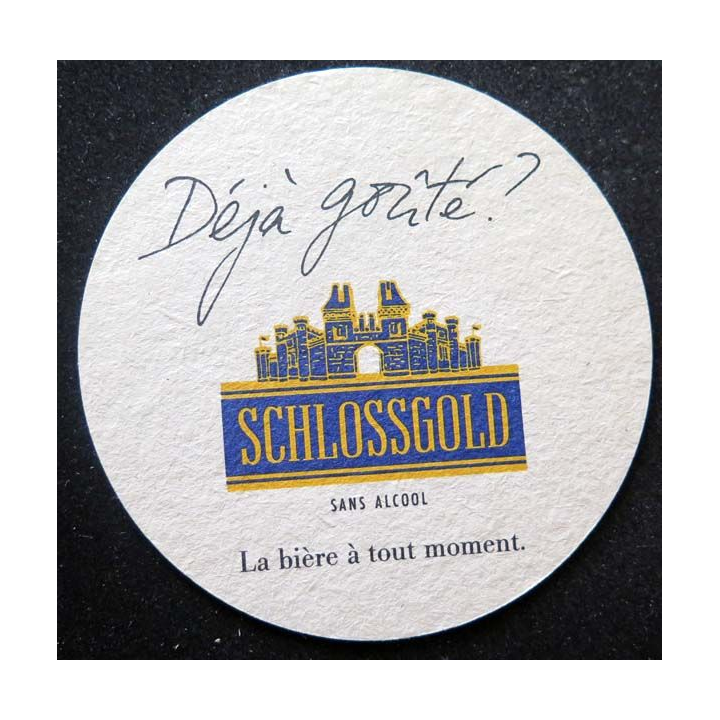 Déjà goûté?
SCHLOSSGOLD
SANS ALCOOL
La bière à tout moment.